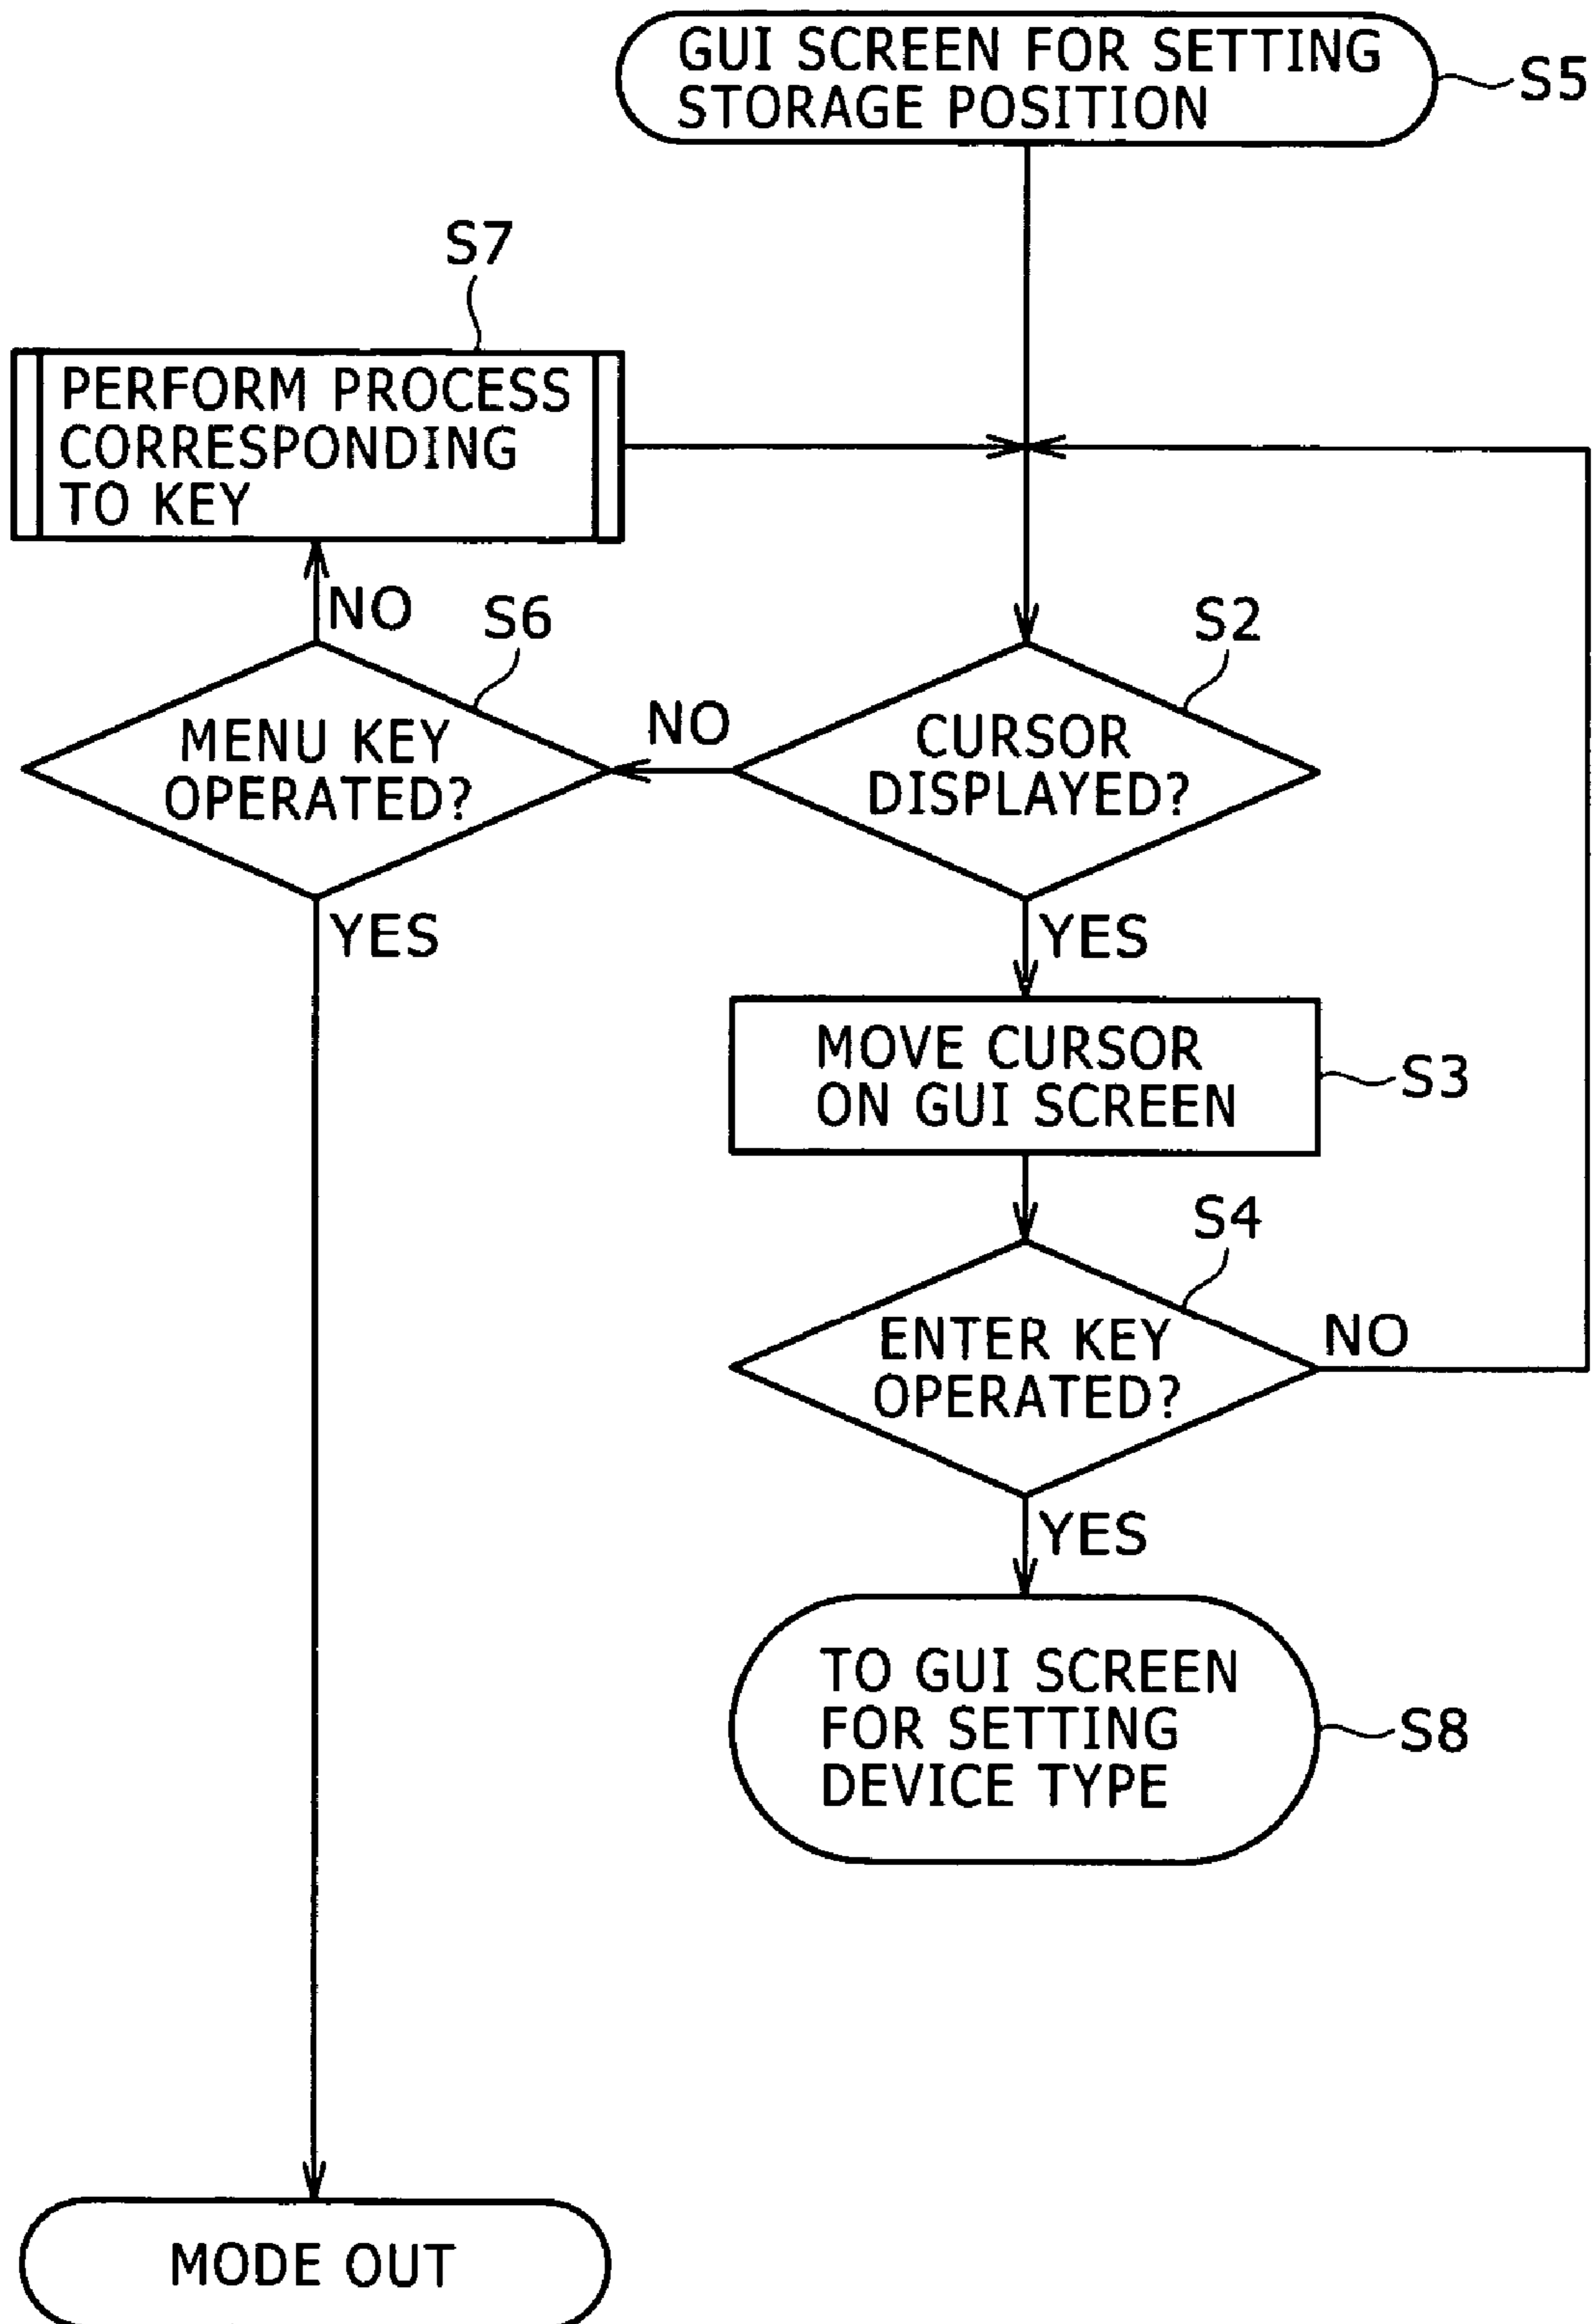 GUI SCREEN FOR SETTING
STORAGE POSITION
S5
S7
PERFORM PROCESS
CORRESPONDING
TO KEY
NO
S6
S2
MENU KEY
OPERATED?
NO
CURSOR
DISPLAYED?
YES
YES
MOVE CURSOR
ON GUI SCREEN
S3
S4
ENTER KEY
OPERATED?
NO
YES
TO GUI SCREEN
FOR SETTING
DEVICE TYPE
S8
MODE OUT